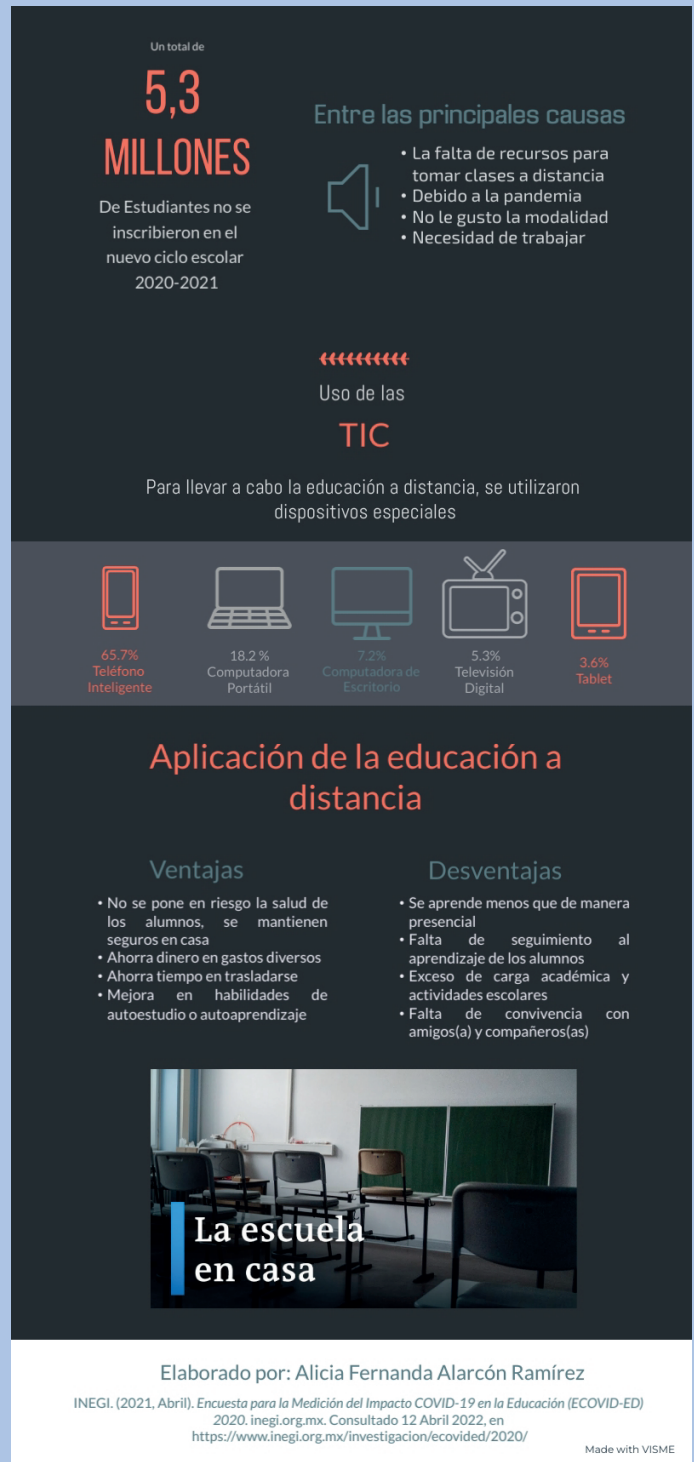 Un total de
5,3
MILLONES
De Estudiantes no se
inscribieron en el
nuevo ciclo escolar
2020-2021
Entre las principales causas
• La falta de recursos para
tomar clases a distancia
• Debido a la pandemia
• No le gusto la modalidad
• Necesidad de trabajar
Uso de las
TIC
Para llevar a cabo la educación a distancia, se utilizaron
dispositivos especiales
65.7%
Teléfono
Inteligente
18.2 %
Computadora
Portátil
7.2%
Computadora de
Escritorio
5.3%
Televisión
Digital
3.6%
Tablet
Aplicación de la educación a
distancia
Ventajas
• No se pone en riesgo la salud de
los alumnos, se mantienen
seguros en casa
• Ahorra dinero en gastos diversos
• Ahorra tiempo en trasladarse
• Mejora en habilidades de
autoestudio o autoaprendizaje
Desventajas
• Se aprende menos que de manera
presencial
• Falta de seguimiento al
aprendizaje de los alumnos
• Exceso de carga académica y
actividades escolares
• Falta de convivencia con
amigos(a) y compañeros(as)
La escuela
en casa
Elaborado por: Alicia Fernanda Alarcón Ramírez
INEGI. (2021, Abril). Encuesta para la Medición del Impacto COVID-19 en la Educación (ECOVID-ED)
2020. inegi.org.mx. Consultado 12 Abril 2022, en
https://www.inegi.org.mx/investigacion/ecovided/2020/
Made with VISME